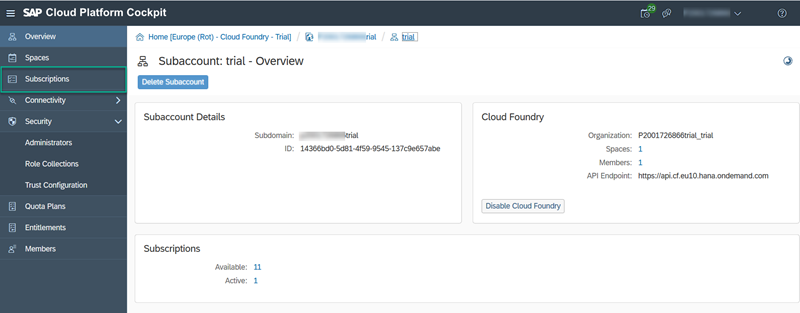 SAP Cloud Platform Cockpit
29
Overview
Spaces
Subscriptions
Connectivity
Security
Administrators
Role Collections
Trust Configuration
Quota Plans
Entitlements
Members
Home [Europe (Rot) - Cloud Foundry - Trial] / rial / trial
Subaccount: trial - Overview
Delete Subaccount
Subaccount Details
Subdomain: trial
ID: 14366bd0-5d81-4f59-9545-137c9e657abe
Cloud Foundry
Organization: P2001726866trial_trial
Spaces: 1
Members: 1
API Endpoint: https://api.cf.eu10.hana.ondemand.com
Disable Cloud Foundry
Subscriptions
Available: 11
Active: 1